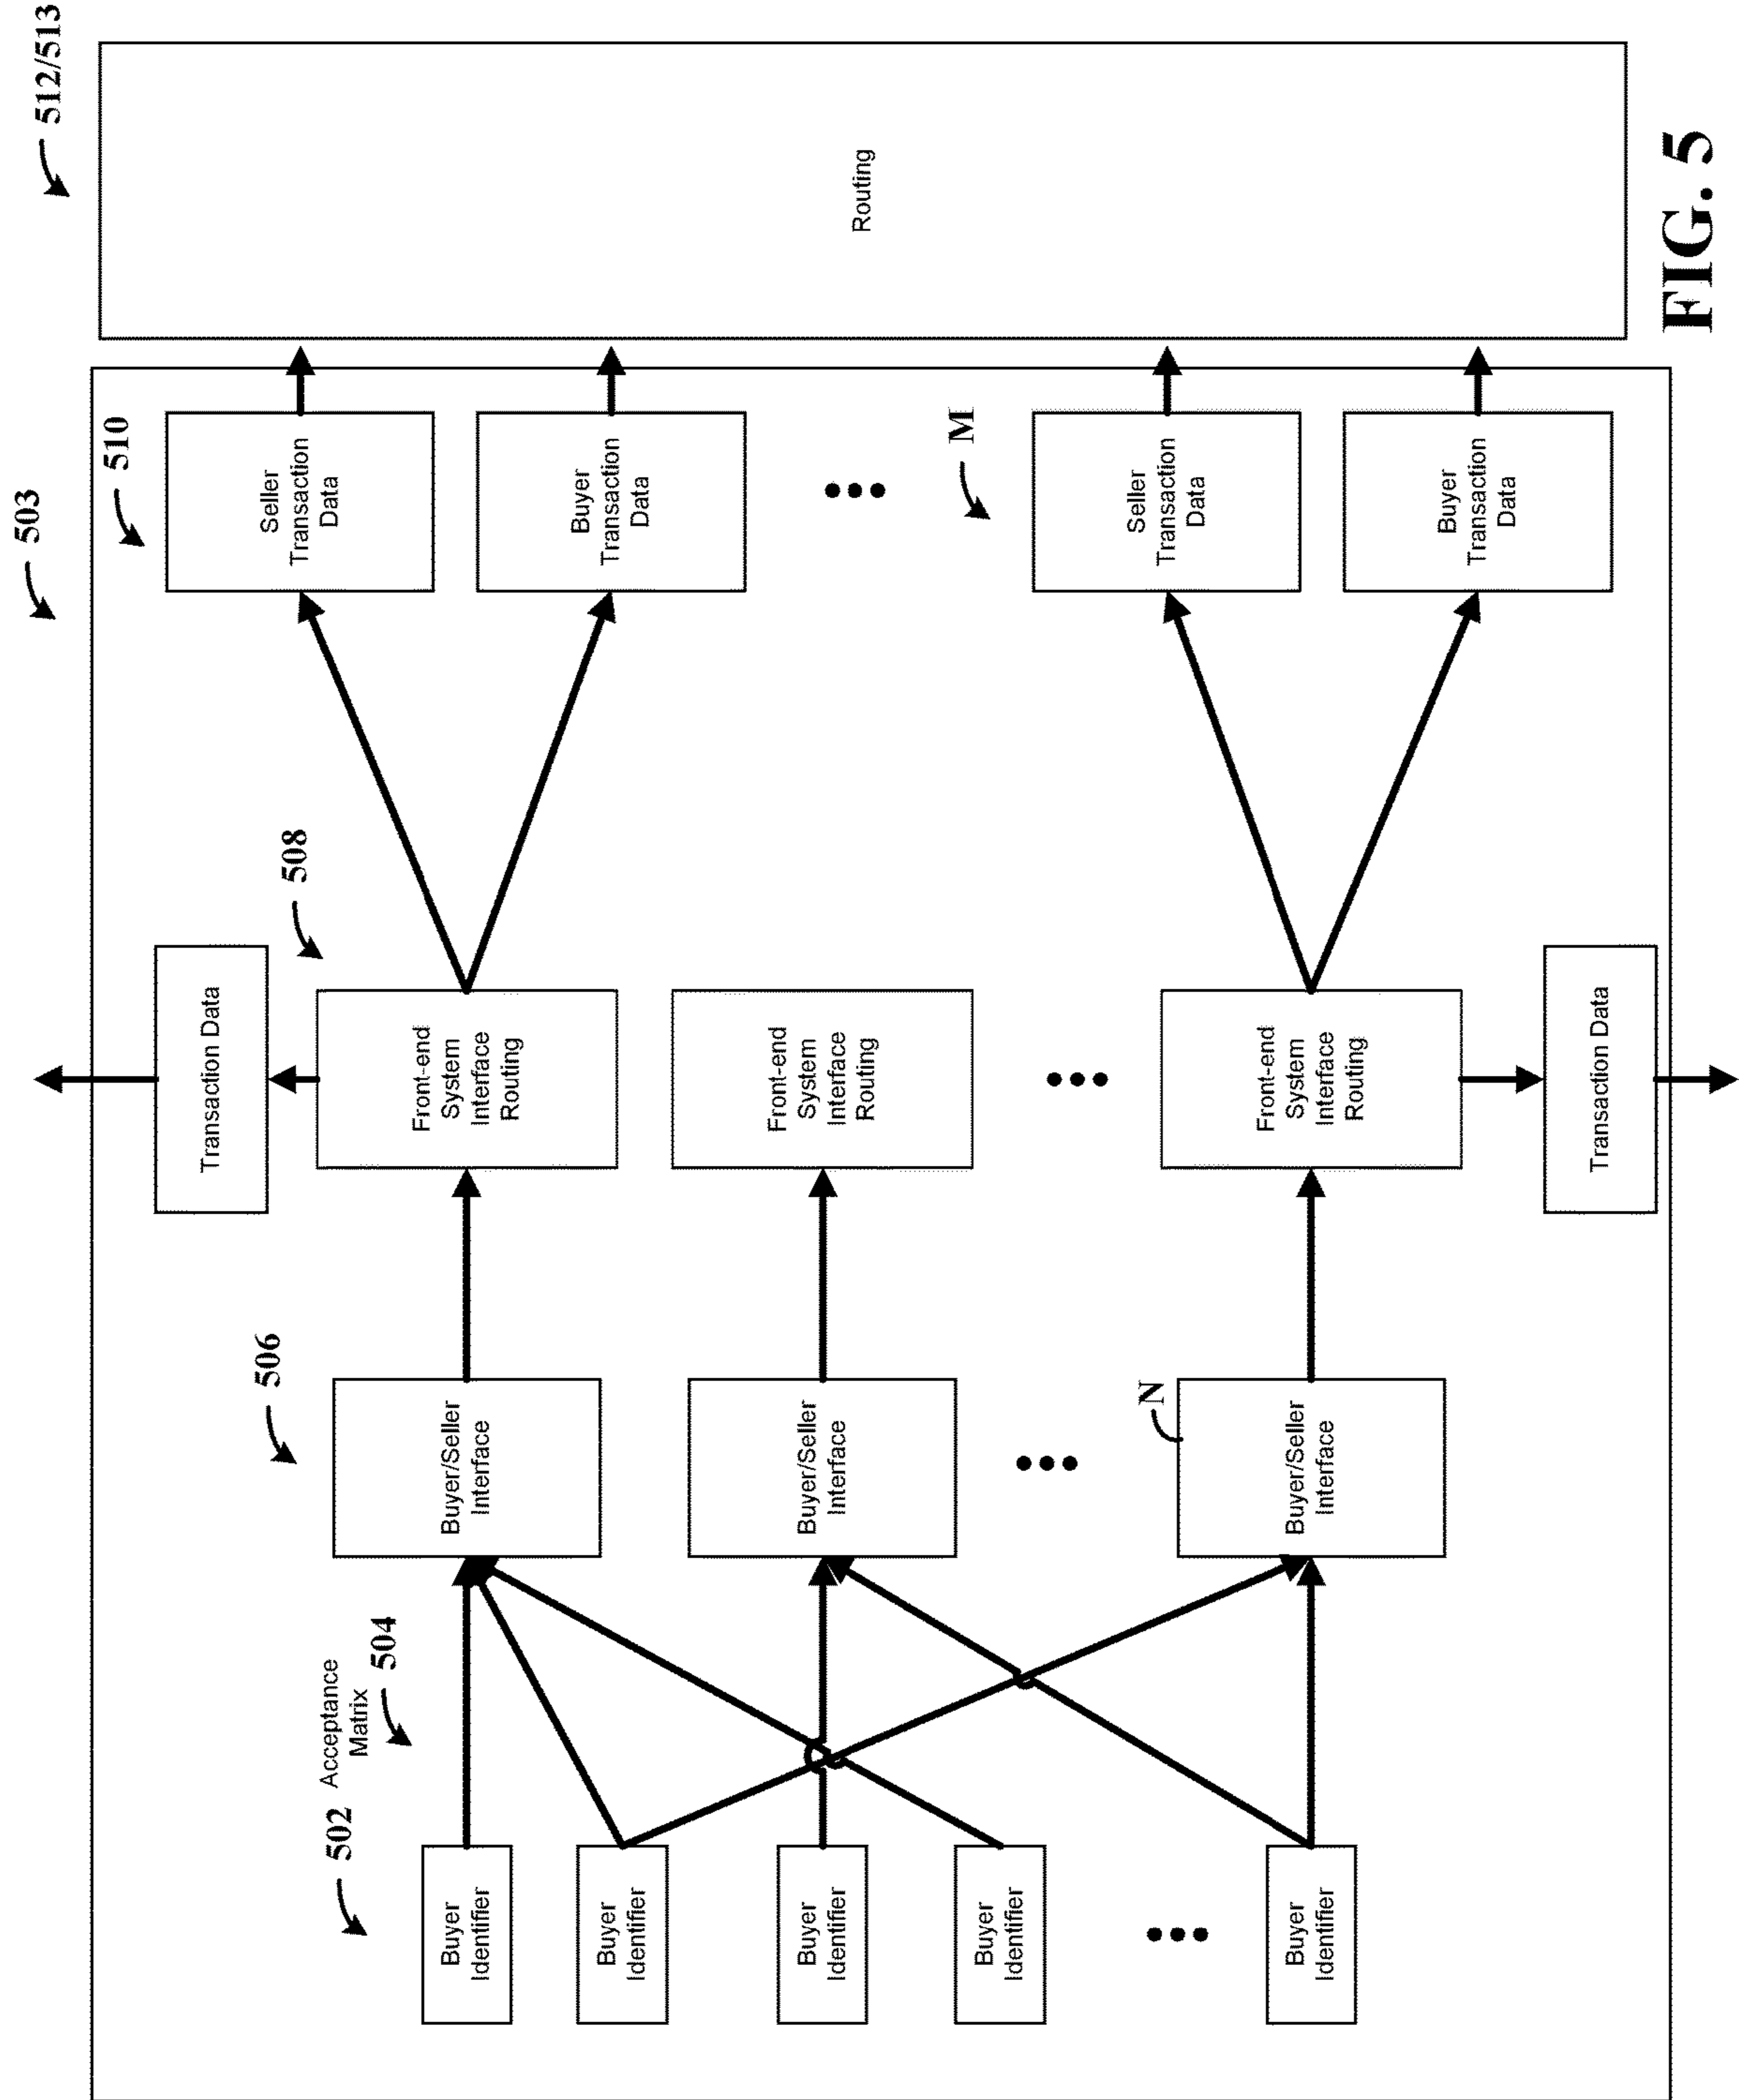 503
512/513
510
Seller
Transaction
Data
Buyer
Transaction
Data
M
Seller
Transaction
Data
Buyer
Transaction
Data
Routing
Transaction Data
508
Front-end
System
Interface
Routing
Front-end
System
Interface
Routing
Front-end
System
Interface
Routing
Transaction Data
506
Buyer/Seller
Interface
Buyer/Seller
Interface
N
Buyer/Seller
Interface
502
Acceptance
Matrix
504
Buyer
Identifier
Buyer
Identifier
Buyer
Identifier
Buyer
Identifier
Buyer
Identifier
FIG. 5